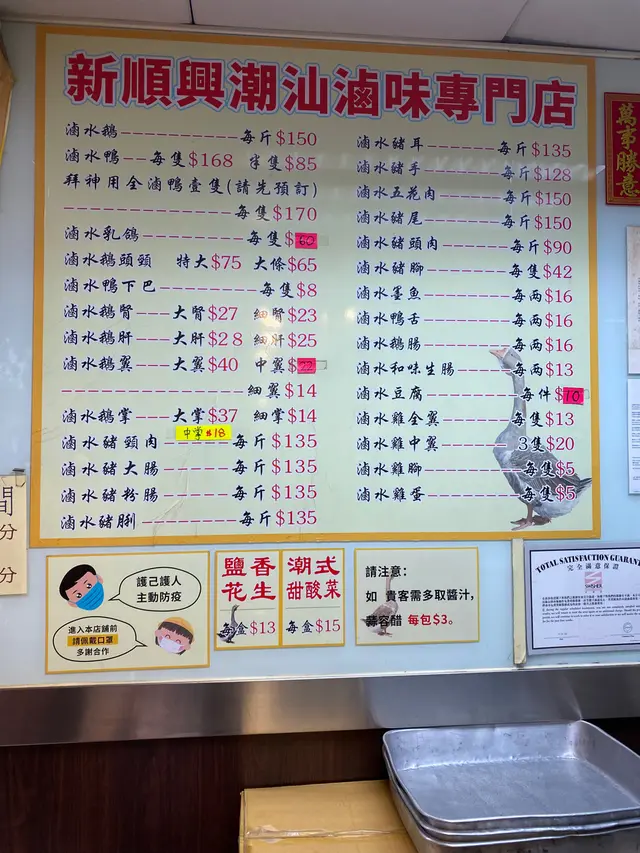 新順興潮汕滷味專門店
滷水鵝----------每斤$150
滷水鴨---每隻$168 半隻$85
拜神用全滷鴨壹隻(請先預訂)
--------------每隻$170
滷水乳鴿----------每隻$60
滷水鵝頭頸 特大$75 大條$65
滷水鴨下巴----------每隻$8
滷水鵝腎----大腎$27 細腎$23
滷水鵝肝----大肝$28 細肝$25
滷水鵝翼----大翼$40 中翼$22
---------------細翼$14
滷水鵝掌----大掌$37 細掌$14
中掌$18
滷水豬頸肉--------每斤$135
滷水豬大腸--------每斤$135
滷水豬粉腸--------每斤$135
滷水豬脷---------每斤$135
滷水豬耳---------每斤$135
滷水豬手---------每斤$128
滷水五花肉--------每斤$150
滷水豬尾---------每斤$150
滷水豬頭肉--------每斤$90
滷水豬腳---------每隻$42
滷水墨魚---------每両$16
滷水鴨舌---------每両$16
滷水鵝腸---------每両$16
滷水和味生腸-------每両$13
滷水豆腐---------每件$10
滷水雞全翼--------每隻$13
滷水雞中翼--------3隻$20
滷水雞腳---------每隻$5
滷水雞蛋---------每隻$5
萬事勝意
間
分
分
護己護人
主動防疫
進入本店舖前
請佩戴口罩
多謝合作
鹽香
花生
每盒$13
潮式
甜酸菜
每盒$15
請注意:
如 貴客需多取醬汁,
蒜容醋 每包$3。
TOTAL SATISFACTION GUARANT
完全滿意保證
SWISHER